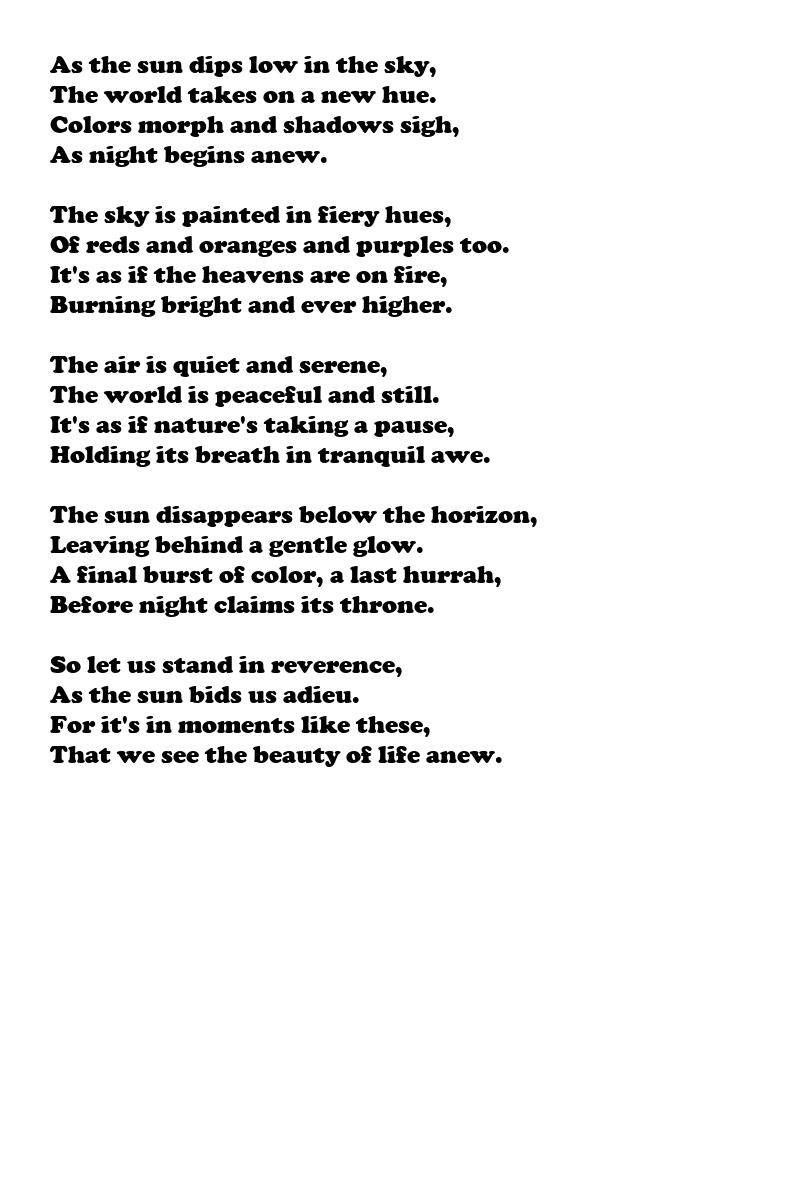 As the sun dips low in the sky,
The world takes on a new hue.
Colors morph and shadows sigh,
As night begins anew.

The sky is painted in fiery hues,
Of reds and oranges and purples too.
It's as if the heavens are on fire,
Burning bright and ever higher.

The air is quiet and serene,
The world is peaceful and still.
It's as if nature's taking a pause,
Holding its breath in tranquil awe.

The sun disappears below the horizon,
Leaving behind a gentle glow.
A final burst of color, a last hurrah,
Before night claims its throne.

So let us stand in reverence,
As the sun bids us adieu.
For it's in moments like these,
That we see the beauty of life anew.